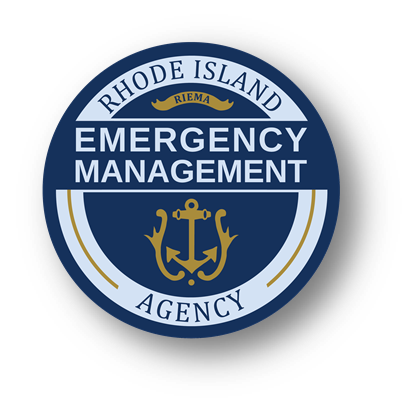 RHODE ISLAND
RIEMA
EMERGENCY
MANAGEMENT
AGENCY